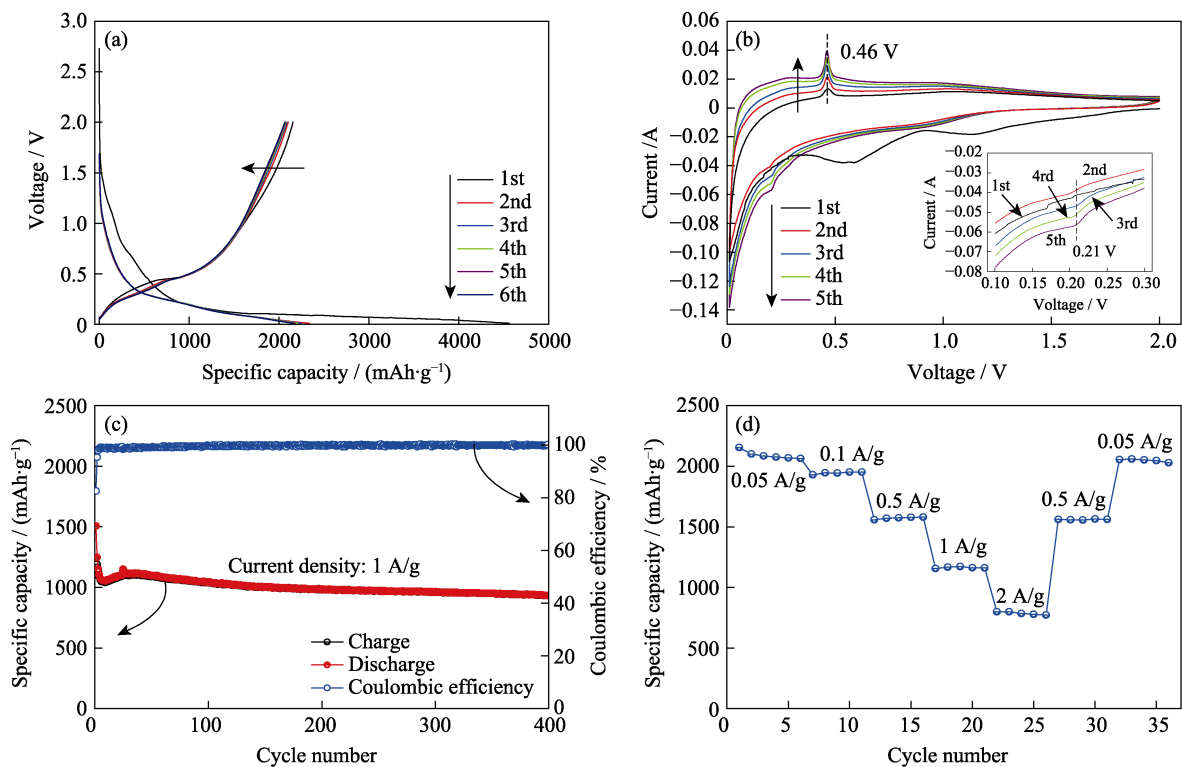 (a)
3.0
2.5
2.0
1.5
1.0
0.5
0
Voltage / V
1st
2nd
3rd
4th
5th
6th
0 1000 2000 3000 4000 5000
Specific capacity / (mAh·g⁻¹)
(b)
0.06
0.04
0.02
0
−0.02
−0.04
−0.06
−0.08
−0.10
−0.12
−0.14
Current /A
0.46 V
1st
2nd
3rd
4th
5th
−0.02
−0.03
−0.04
−0.05
−0.06
−0.07
−0.08
Current / A
1st
4rd
2nd
3rd
5th
0.21 V
0.10 0.15 0.20 0.25 0.30
Voltage / V
0 0.5 1.0 1.5 2.0
Voltage / V
(c)
2500
2000
1500
1000
500
0
Specific capacity / (mAh·g⁻¹)
100
80
60
40
20
0
Coulombic efficiency / %
Current density: 1 A/g
Charge
Discharge
Coulombic efficiency
0 100 200 300 400
Cycle number
(d)
2500
2000
1500
1000
500
0
Specific capacity / (mAh·g⁻¹)
0.05 A/g
0.1 A/g
0.5 A/g
1 A/g
2 A/g
0.5 A/g
0.05 A/g
0 5 10 15 20 25 30 35
Cycle number